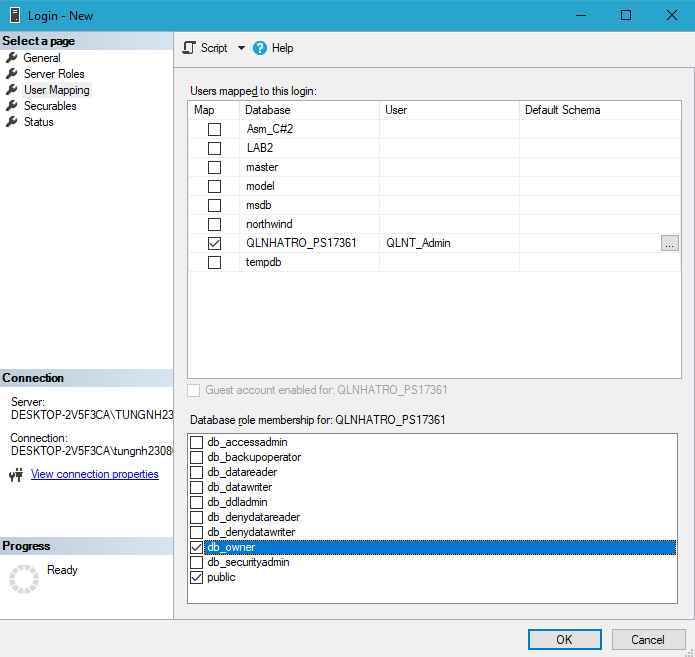 Login - New
Select a page
General
Server Roles
User Mapping
Securables
Status
Script
Help
Users mapped to this login:
Map Database User Default Schema
Asm_C#2
LAB2
master
model
msdb
northwind
QLNHATRO_PS17361 QLNT_Admin ...
tempdb
Guest account enabled for: QLNHATRO_PS17361
Database role membership for: QLNHATRO_PS17361
db_accessadmin
db_backupoperator
db_datareader
db_datawriter
db_ddladmin
db_denydatareader
db_denydatawriter
db_owner
db_securityadmin
public
Connection
Server:
DESKTOP-2V5F3CA\TUNGNH23
Connection:
DESKTOP-2V5F3CA\tungnh2308
View connection properties
Progress
Ready
OK
Cancel